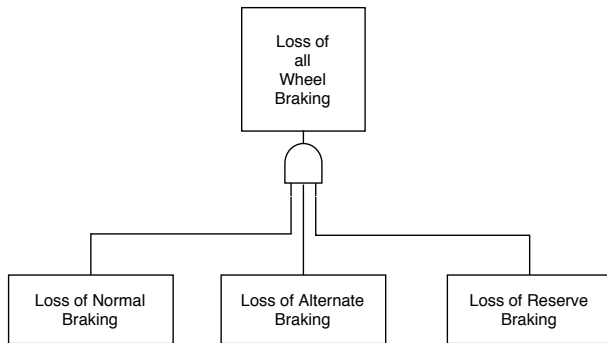 Loss of
all
Wheel
Braking
Loss of Normal
Braking
Loss of Alternate
Braking
Loss of Reserve
Braking